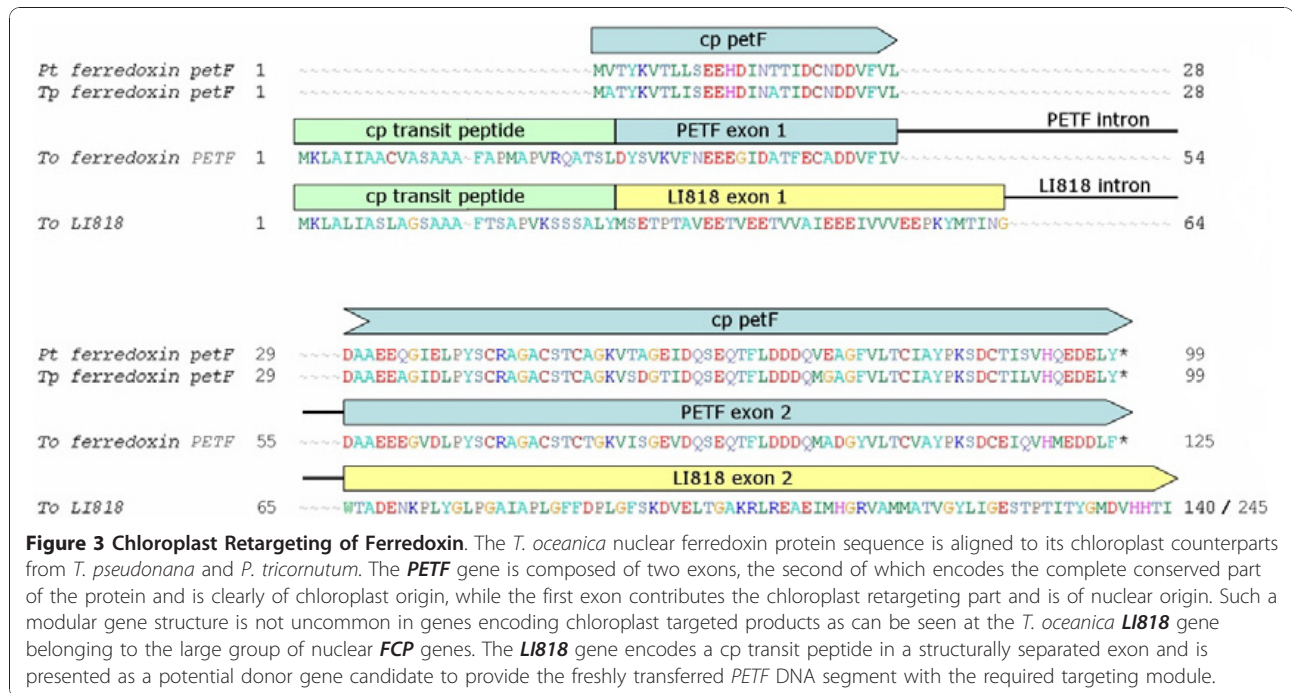 cp petF
Pt ferredoxin petF 1 ~~~~~~~~~~~~~~~~~~~~~~~~~~~MVTYKVTLLSEEHDINTTIDCNDDVFVL~~~~~~~~~~~~~~~~~~~~~~~~~~ 28
Tp ferredoxin petF 1 ~~~~~~~~~~~~~~~~~~~~~~~~~~~MATYKVTLISEEHDINATIDCNDDVFVL~~~~~~~~~~~~~~~~~~~~~~~~~~ 28
cp transit peptide PETF exon 1 PETF intron
To ferredoxin PETF 1 MKLAIIAACVASAAA~FAPMAPVRQATSLDYSVKVFNEEEGIDATFECADDVFIV~~~~~~~~~~~~~~~~~~~~~~~~~~ 54
cp transit peptide LI818 exon 1 LI818 intron
To LI818 1 MKLALIASLAGSAAA~FTSAPVKSSSALYMSETPTAVEETVEETVVAIEEEIVVVEEPKYMTING~~~~~~~~~~~~~~~~ 64
cp petF
Pt ferredoxin petF 29 ~~~~DAAEEQGIELPYSCRAGACSTCAGKVTAGEIDQSEQTFLDDDQVEAGFVLTCIAYPKSDCTISVHQEDELY* 99
Tp ferredoxin petF 29 ~~~~DAAEEAGIDLPYSCRAGACSTCAGKVSDGTIDQSEQTFLDDDQMGAGFVLTCIAYPKSDCTILVHQEDELY* 99
PETF exon 2
To ferredoxin PETF 55 ~~~~DAAEEEGVDLPYSCRAGACSTCTGKVISGEVDQSEQTFLDDDQMADGYVLTCVAYPKSDCEIQVHMEDDLF* 125
LI818 exon 2
To LI818 65 ~~~~WTADENKPLYGLPGAIAPLGFFDPLGFSKDVELTGAKRLREAEIMHGRVAMMATVGYLIGESTPTITYGMDVHHTI 140 / 245
Figure 3 Chloroplast Retargeting of Ferredoxin. The T. oceanica nuclear ferredoxin protein sequence is aligned to its chloroplast counterparts
from T. pseudonana and P. tricornutum. The PETF gene is composed of two exons, the second of which encodes the complete conserved part
of the protein and is clearly of chloroplast origin, while the first exon contributes the chloroplast retargeting part and is of nuclear origin. Such a
modular gene structure is not uncommon in genes encoding chloroplast targeted products as can be seen at the T. oceanica LI818 gene
belonging to the large group of nuclear FCP genes. The LI818 gene encodes a cp transit peptide in a structurally separated exon and is
presented as a potential donor gene candidate to provide the freshly transferred PETF DNA segment with the required targeting module.